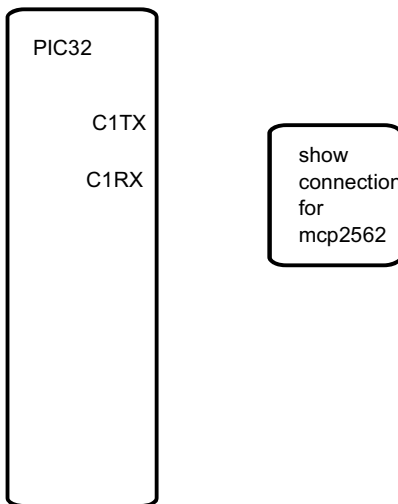 PIC32
C1TX
C1RX
show
connection
for
mcp2562